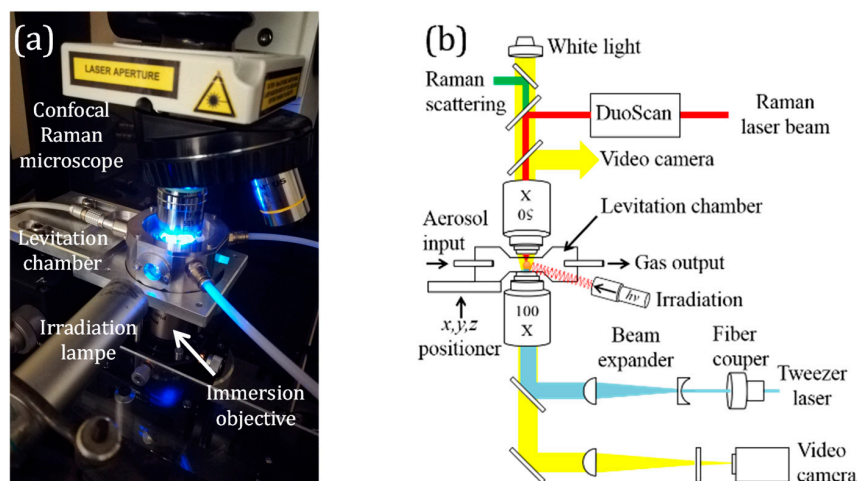 (a)
LASER APERTURE
Confocal
Raman
microscope
Levitation
chamber
Irradiation
lampe
Immersion
objective
(b)
White light
Raman
scattering
DuoScan
Raman
laser beam
Video camera
50
X
Levitation chamber
Aerosol
input
Gas output
hν
Irradiation
x,y,z
positioner
100
X
Beam
expander
Fiber
couper
Tweezer
laser
Video
camera